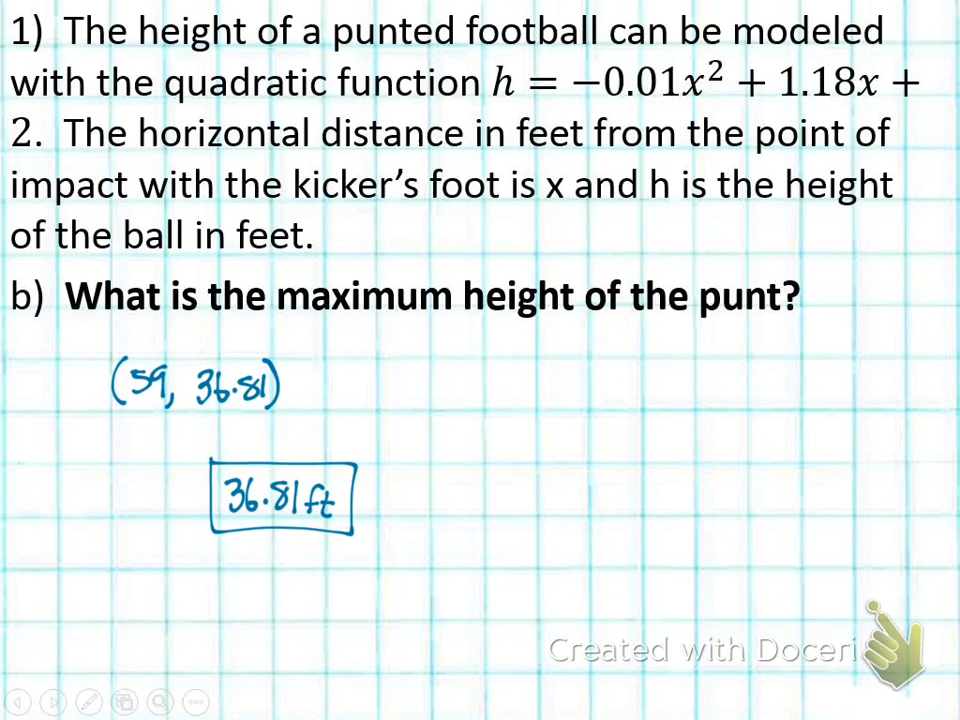 1) The height of a punted football can be modeled
with the quadratic function h = −0.01x² + 1.18x +
2. The horizontal distance in feet from the point of
impact with the kicker’s foot is x and h is the height
of the ball in feet.
b) What is the maximum height of the punt?
(59, 36.81)
36.81 ft
Created with Doceri